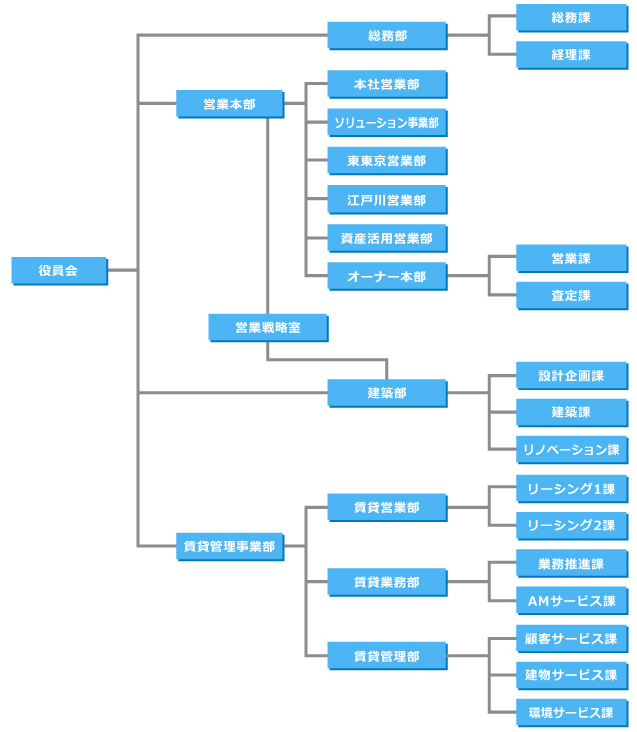 役員会
総務部
総務課
経理課
営業本部
本社営業部
ソリューション事業部
東東京営業部
江戸川営業部
資産活用営業部
オーナー本部
営業課
査定課
営業戦略室
建築部
設計企画課
建築課
リノベーション課
賃貸管理事業部
賃貸営業部
リーシング1課
リーシング2課
賃貸業務部
業務推進課
AMサービス課
賃貸管理部
顧客サービス課
建物サービス課
環境サービス課